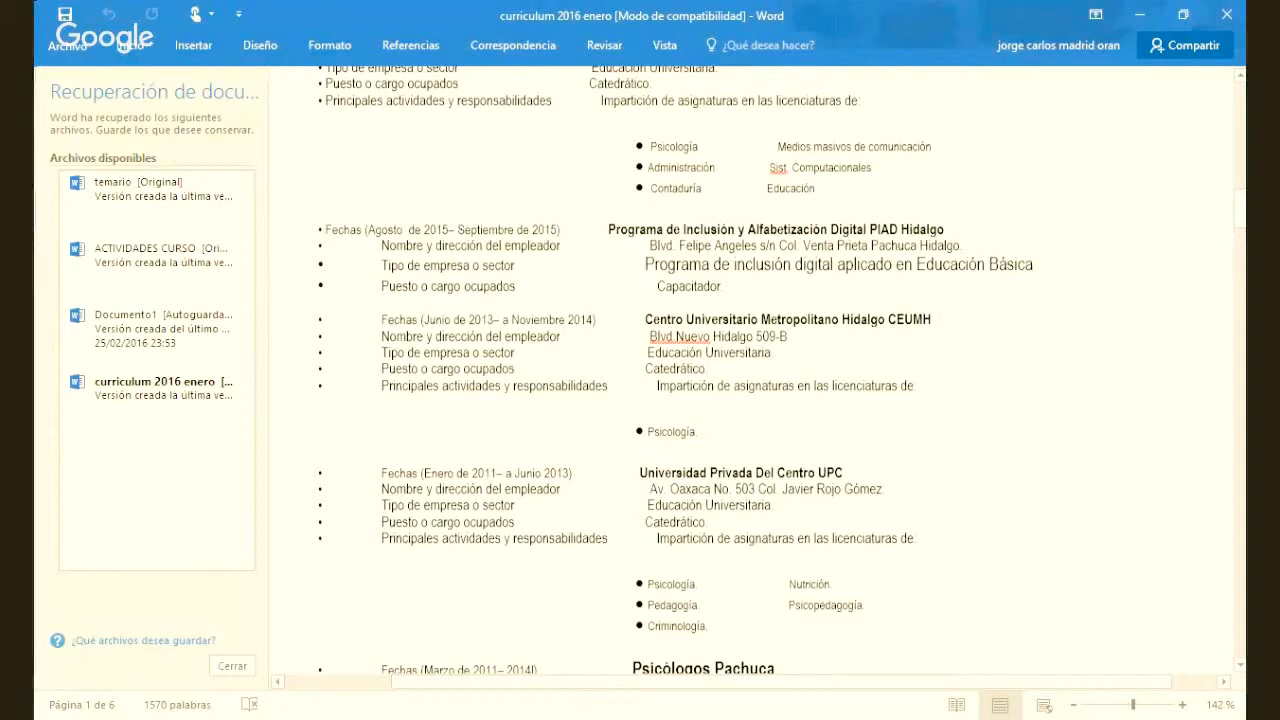 curriculum 2016 enero [Modo de compatibilidad] - Word
Google
Archivo Inicio Insertar Diseño Formato Referencias Correspondencia Revisar Vista ¿Qué desea hacer? jorge carlos madrid oran Compartir
Recuperación de docu...
Word ha recuperado los siguientes
archivos. Guarde los que desee conservar.
Archivos disponibles
temario [Original]
Versión creada la última ve...
ACTIVIDADES CURSO [Ori...
Versión creada la última ve...
Documento1 [Autoguarda...
Versión creada del último ...
25/02/2016 23:53
curriculum 2016 enero [...
Versión creada la última ve...
¿Qué archivos desea guardar?
Cerrar
• Tipo de empresa o sector Educación Universitaria.
• Puesto o cargo ocupados Catedrático.
• Principales actividades y responsabilidades Impartición de asignaturas en las licenciaturas de:
● Psicología Medios masivos de comunicación
● Administración Sist. Computacionales
● Contaduría Educación
• Fechas (Agosto de 2015– Septiembre de 2015) Programa de Inclusión y Alfabetización Digital PIAD Hidalgo
• Nombre y dirección del empleador Blvd. Felipe Angeles s/n Col. Venta Prieta Pachuca Hidalgo.
• Tipo de empresa o sector Programa de inclusión digital aplicado en Educación Básica
• Puesto o cargo ocupados Capacitador.
• Fechas (Junio de 2013– a Noviembre 2014) Centro Universitario Metropolitano Hidalgo CEUMH
• Nombre y dirección del empleador Blvd.Nuevo Hidalgo 509-B
• Tipo de empresa o sector Educación Universitaria.
• Puesto o cargo ocupados Catedrático.
• Principales actividades y responsabilidades Impartición de asignaturas en las licenciaturas de:
● Psicología.
• Fechas (Enero de 2011– a Junio 2013) Universidad Privada Del Centro UPC
• Nombre y dirección del empleador Av. Oaxaca No. 503 Col. Javier Rojo Gómez.
• Tipo de empresa o sector Educación Universitaria.
• Puesto o cargo ocupados Catedrático.
• Principales actividades y responsabilidades Impartición de asignaturas en las licenciaturas de:
● Psicología. Nutrición.
● Pedagogía. Psicopedagogía.
● Criminología.
• Fechas (Marzo de 2011– 2014l) Psicólogos Pachuca
Página 1 de 6 1570 palabras 142 %